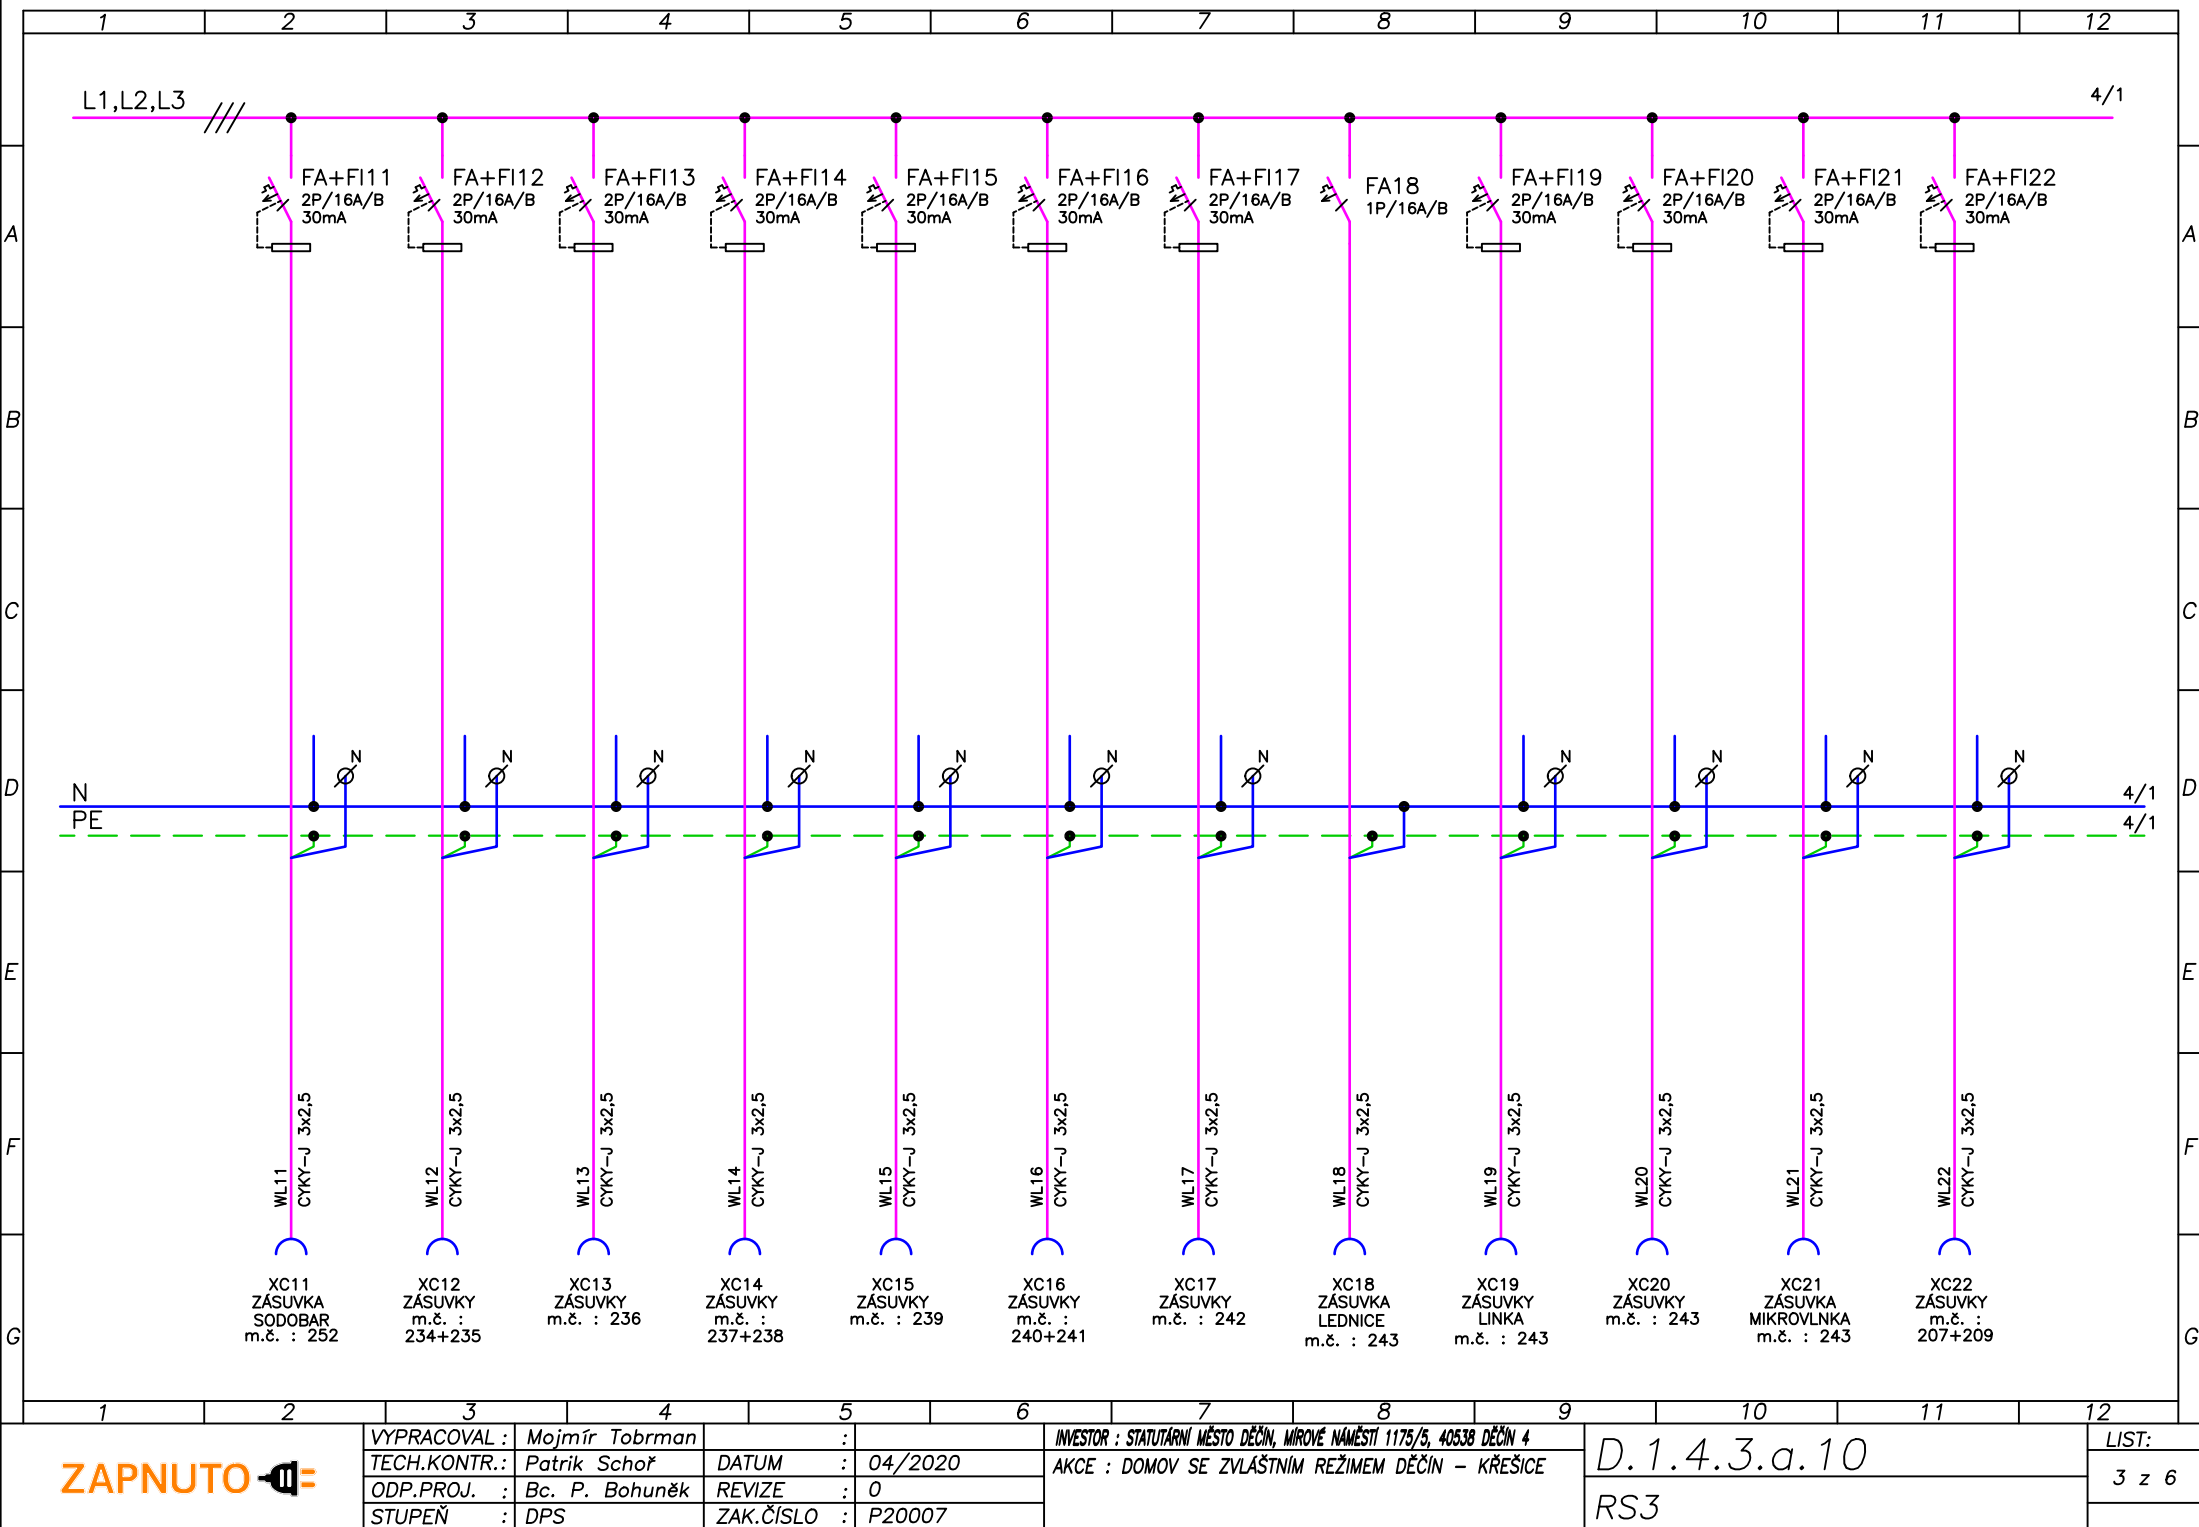 1 2 3 4 5 6 7 8 9 10 11 12
L1,L2,L3
4/1
FA+FI11
2P/16A/B
30mA
FA+FI12
2P/16A/B
30mA
FA+FI13
2P/16A/B
30mA
FA+FI14
2P/16A/B
30mA
FA+FI15
2P/16A/B
30mA
FA+FI16
2P/16A/B
30mA
FA+FI17
2P/16A/B
30mA
FA18
1P/16A/B
FA+FI19
2P/16A/B
30mA
FA+FI20
2P/16A/B
30mA
FA+FI21
2P/16A/B
30mA
FA+FI22
2P/16A/B
30mA
A A
B B
C C
N N N N N N N N N N N
D D
N 4/1
PE 4/1
E E
F F
WL11
CYKY-J 3x2,5
WL12
CYKY-J 3x2,5
WL13
CYKY-J 3x2,5
WL14
CYKY-J 3x2,5
WL15
CYKY-J 3x2,5
WL16
CYKY-J 3x2,5
WL17
CYKY-J 3x2,5
WL18
CYKY-J 3x2,5
WL19
CYKY-J 3x2,5
WL20
CYKY-J 3x2,5
WL21
CYKY-J 3x2,5
WL22
CYKY-J 3x2,5
XC11
ZÁSUVKA
SODOBAR
m.č. : 252
XC12
ZÁSUVKY
m.č. :
234+235
XC13
ZÁSUVKY
m.č. : 236
XC14
ZÁSUVKY
m.č. :
237+238
XC15
ZÁSUVKY
m.č. : 239
XC16
ZÁSUVKY
m.č. :
240+241
XC17
ZÁSUVKY
m.č. : 242
XC18
ZÁSUVKA
LEDNICE
m.č. : 243
XC19
ZÁSUVKY
LINKA
m.č. : 243
XC20
ZÁSUVKY
m.č. : 243
XC21
ZÁSUVKA
MIKROVLNKA
m.č. : 243
XC22
ZÁSUVKY
m.č. :
207+209
G G
1 2 3 4 5 6 7 8 9 10 11 12
ZAPNUTO
VYPRACOVAL : Mojmír Tobrman :
TECH.KONTR.: Patrik Schoř DATUM : 04/2020
ODP.PROJ. : Bc. P. Bohuněk REVIZE : 0
STUPEŇ : DPS ZAK.ČÍSLO : P20007
INVESTOR : STATUTÁRNÍ MĚSTO DĚČÍN, MÍROVÉ NÁMĚSTÍ 1175/5, 40538 DĚČÍN 4
AKCE : DOMOV SE ZVLÁŠTNÍM REŽIMEM DĚČÍN – KŘEŠICE
D.1.4.3.a.10
RS3
LIST:
3 z 6